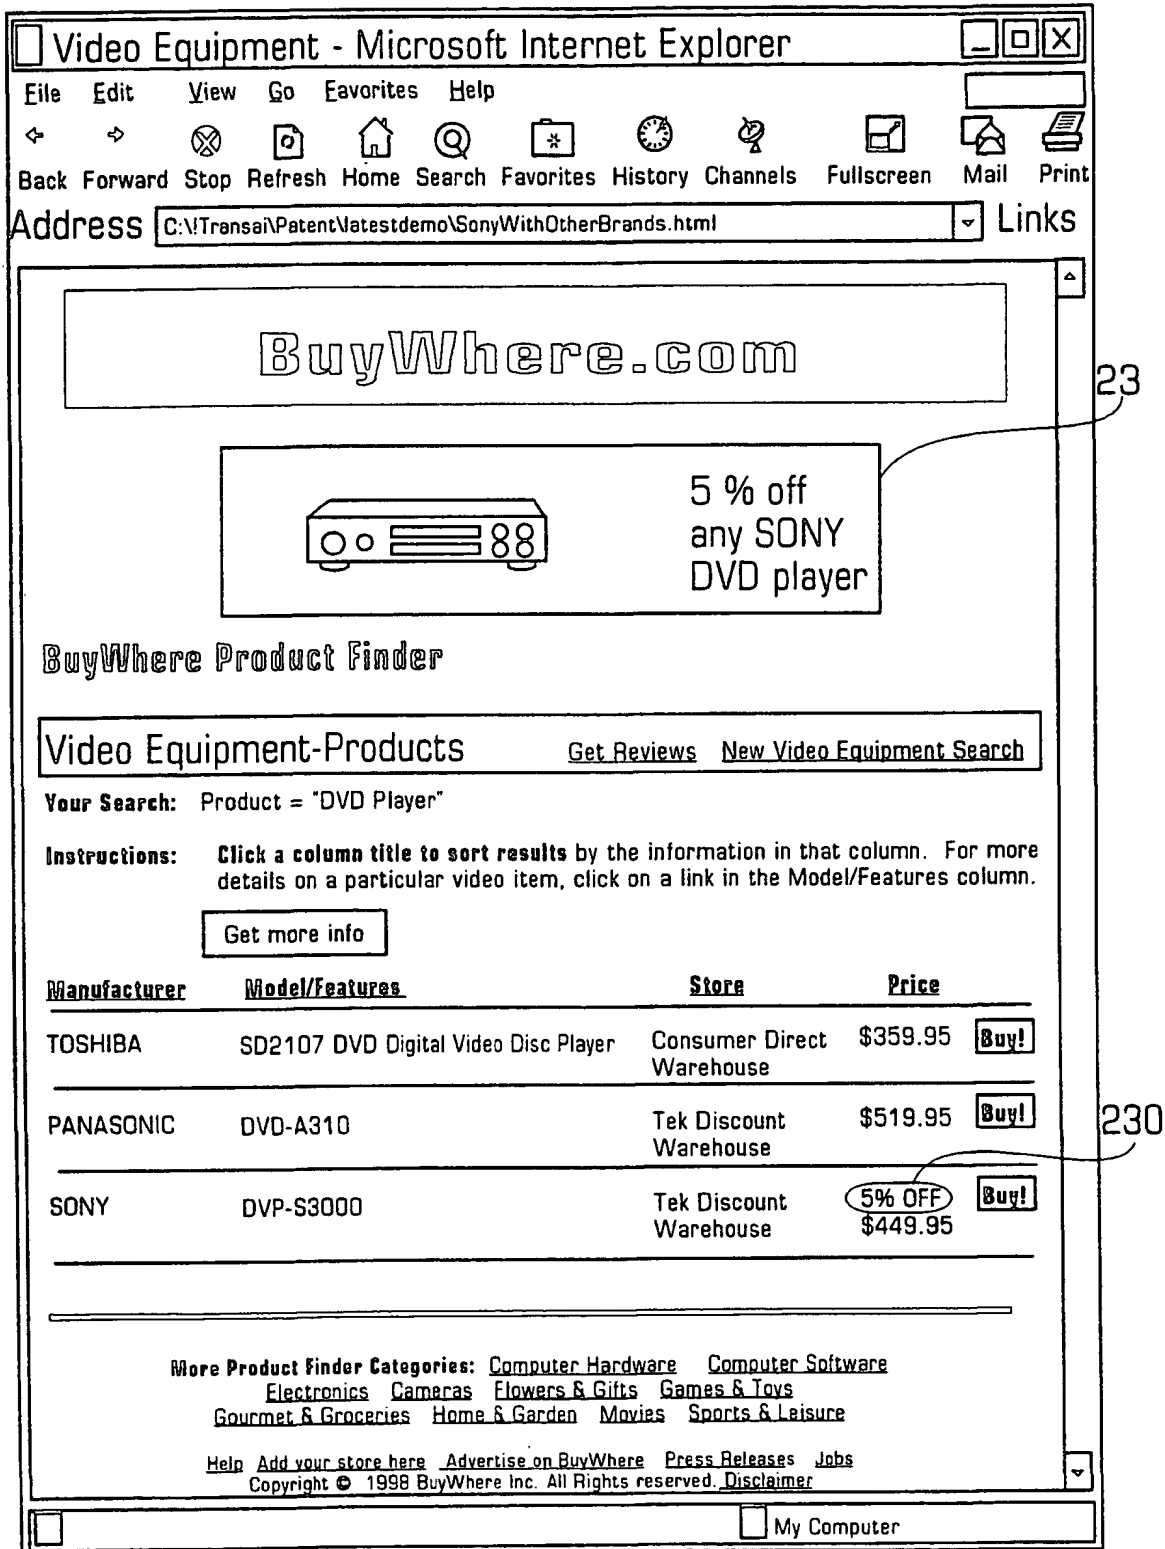 Video Equipment - Microsoft Internet Explorer
File Edit View Go Favorites Help
Back Forward Stop Refresh Home Search Favorites History Channels Fullscreen Mail Print
Address C:\!Transai\Patent\latestdemo\SonyWithOtherBrands.html Links
BuyWhere.com
23
5 % off
any SONY
DVD player
BuyWhere Product Finder
Video Equipment-Products Get Reviews New Video Equipment Search
Your Search: Product = "DVD Player"
Instructions: Click a column title to sort results by the information in that column. For more
details on a particular video item, click on a link in the Model/Features column.
Get more info
Manufacturer Model/Features Store Price
TOSHIBA SD2107 DVD Digital Video Disc Player Consumer Direct $359.95 Buy!
Warehouse
PANASONIC DVD-A310 Tek Discount $519.95 Buy!
Warehouse
230
SONY DVP-S3000 Tek Discount 5% OFF Buy!
Warehouse $449.95
More Product Finder Categories: Computer Hardware Computer Software
Electronics Cameras Flowers & Gifts Games & Toys
Gourmet & Groceries Home & Garden Movies Sports & Leisure
Help Add your store here Advertise on BuyWhere Press Releases Jobs
Copyright © 1998 BuyWhere Inc. All Rights reserved. Disclaimer
My Computer